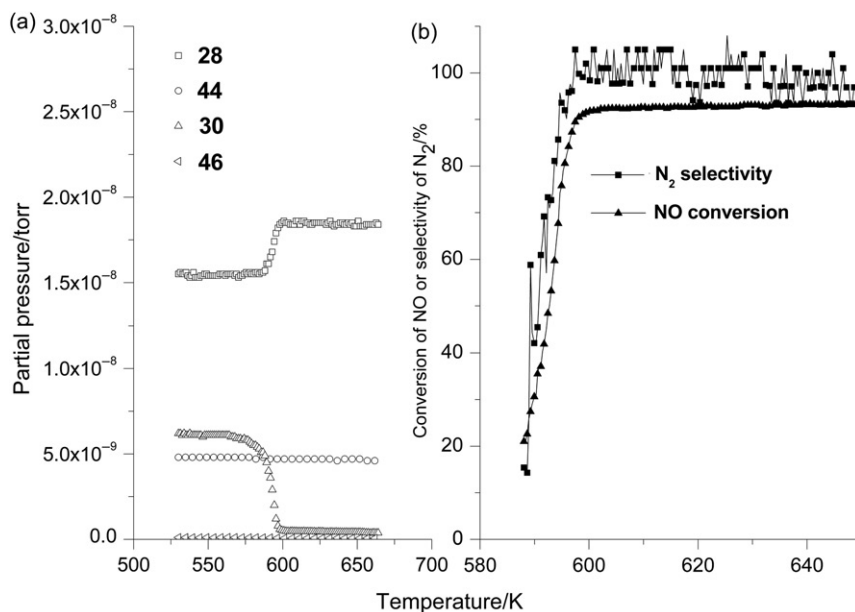 (a)
Partial pressure/torr
3.0x10⁻⁸
2.5x10⁻⁸
2.0x10⁻⁸
1.5x10⁻⁸
1.0x10⁻⁸
5.0x10⁻⁹
0.0
28
44
30
46
500 550 600 650 700
(b)
Conversion of NO or selectivity of N₂/%
100
80
60
40
20
0
N₂ selectivity
NO conversion
580 600 620 640
Temperature/K